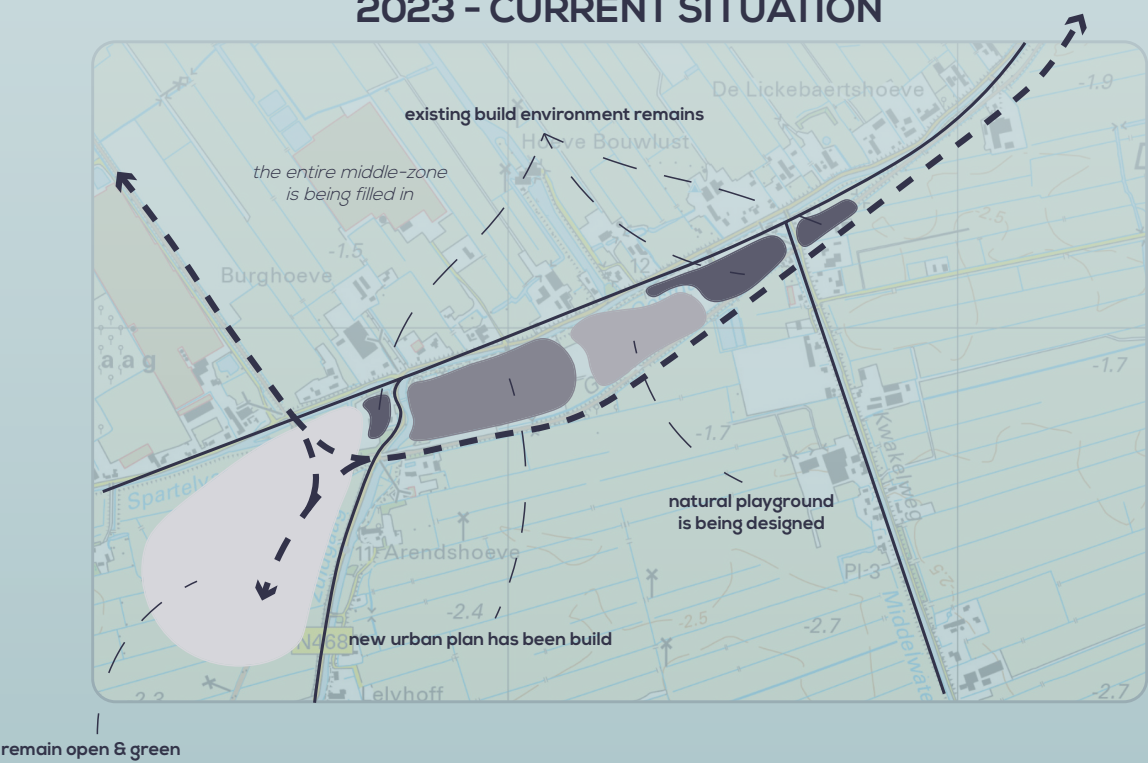 2023 - CURRENT SITUATION
-1.9
De Lickebaertshoeve
existing build environment remains
Hoeve Bouwlust
the entire middle-zone
is being filled in
-2.5
-1.5
12
Burghoeve
aag
-1.7
-1.7
Kwakelweg
natural playground
is being designed
11 Arendshoeve
PI-3
-2.5
-2.4
-2.5
-2.7
N468
new urban plan has been build
-2.7
remain open & green